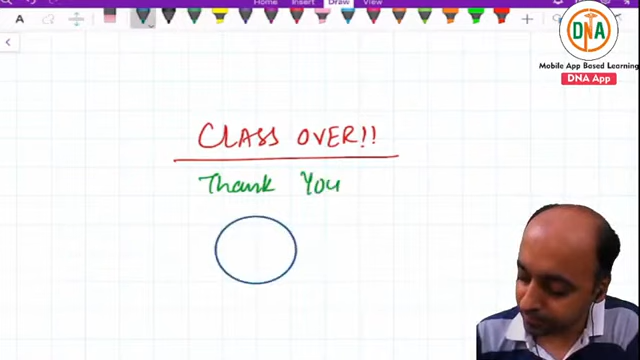 Home Insert Draw View
A
DNA
Mobile App Based Learning
DNA App
CLASS OVER!!
Thank You